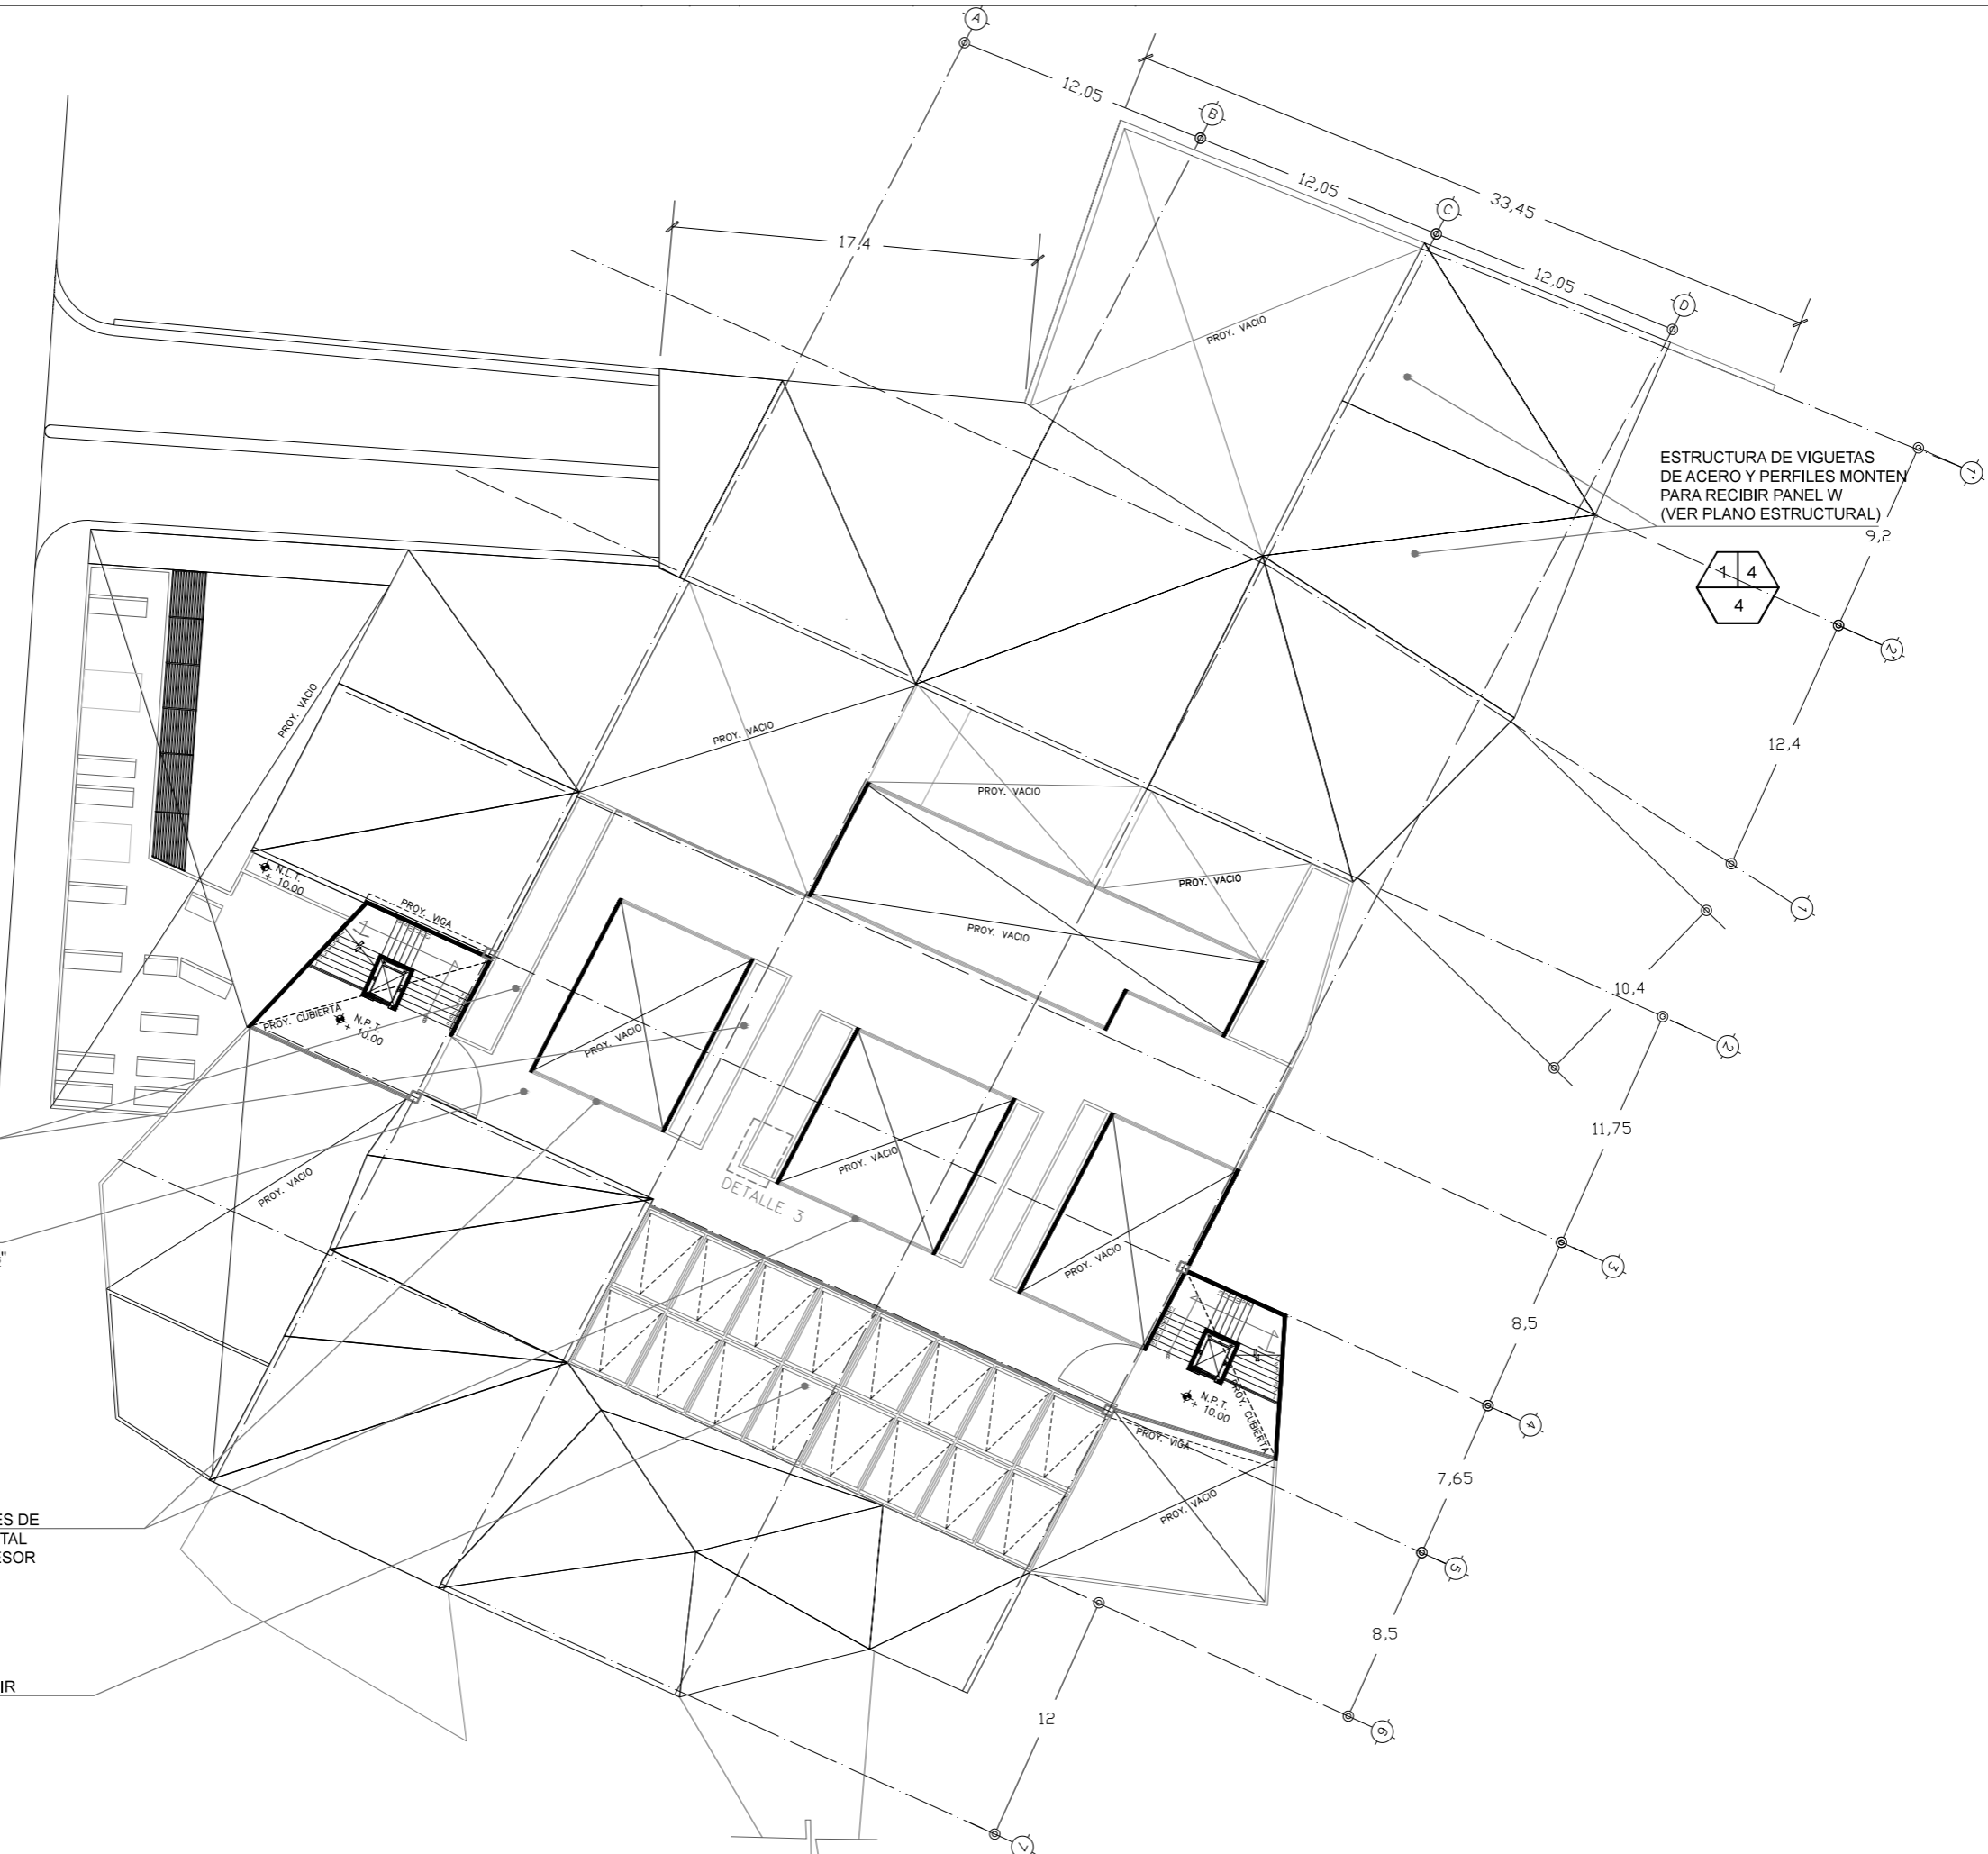 A
12,05
B
12,05
33,45
C
17,4
12,05
D
PROY. VACIO
1'
ESTRUCTURA DE VIGUETAS
DE ACERO Y PERFILES MONTEN
PARA RECIBIR PANEL W
(VER PLANO ESTRUCTURAL)
9,2
1 4
4
2'
PROY. VACIO
PROY. VACIO
12,4
PROY. VACIO
N.L.T.
+ 10.00
PROY. VACIO
PROY. VIGA
1
PROY. VACIO
10,4
PROY. CUBIERTA
N.P.T.
+ 10.00
PROY. VACIO
2
11,75
PROY. VACIO
PROY. VACIO
DETALLE 3
PROY. VACIO
3
"
8,5
N.P.T.
+ 10.00
PROY. CUBIERTA
PROY. VIGA
4
7,65
PROY. VACIO
ES DE
TAL
ESOR
5
8,5
IR
12
6
7